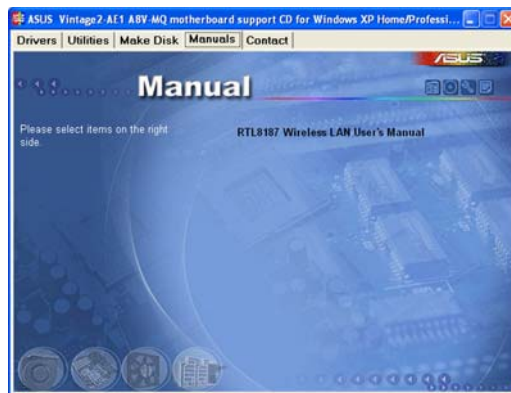 ASUS Vintage2-AE1 A8V-MQ motherboard support CD for Windows XP Home/Professi...
Drivers Utilities Make Disk Manuals Contact
ASUS
Manual
Please select items on the right
side.
RTL8187 Wireless LAN User's Manual